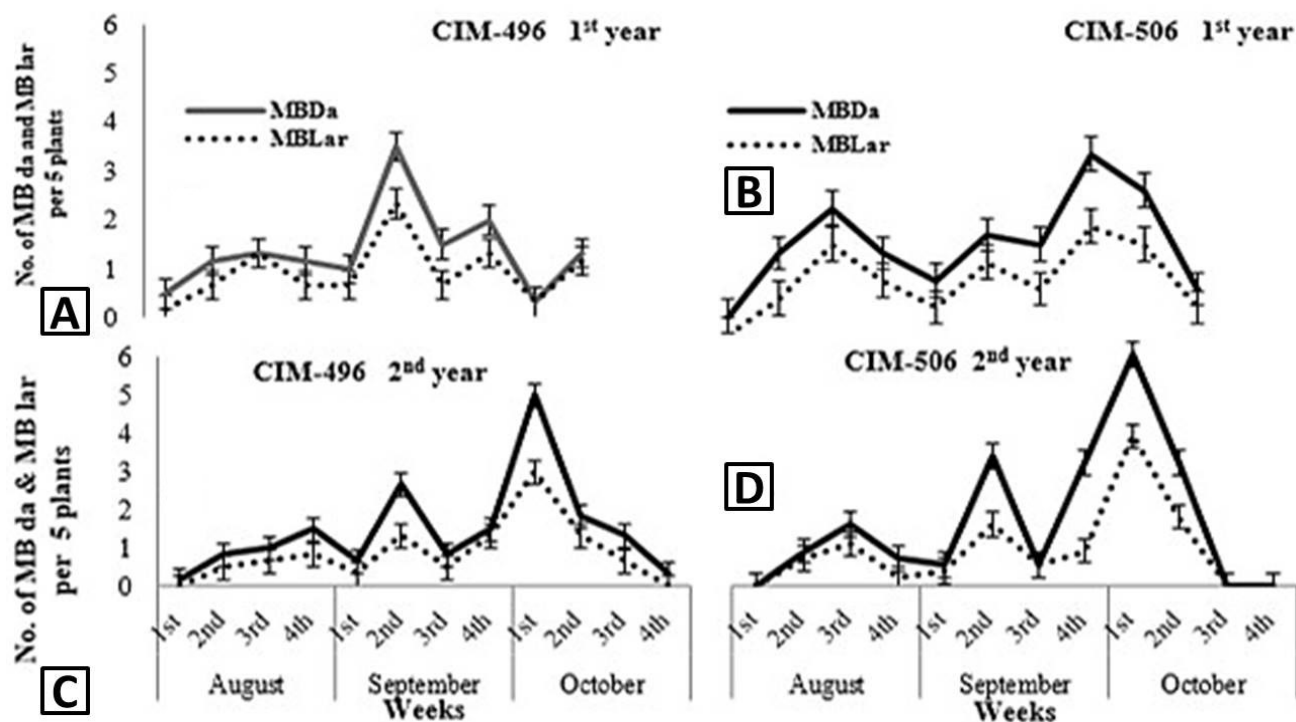 6
5
4
3
2
1
0
No. of MB da and MB lar
per 5 plants
CIM-496 1st year
MBDa
MBLar
A
CIM-506 1st year
MBDa
MBLar
B
6
5
4
3
2
1
0
No. of MB da & MB lar
per 5 plants
CIM-496 2nd year
C
CIM-506 2nd year
D
1st 2nd 3rd 4th 1st 2nd 3rd 4th 1st 2nd 3rd 4th
August September October
Weeks
1st 2nd 3rd 4th 1st 2nd 3rd 4th 1st 2nd 3rd 4th
August September October
Weeks